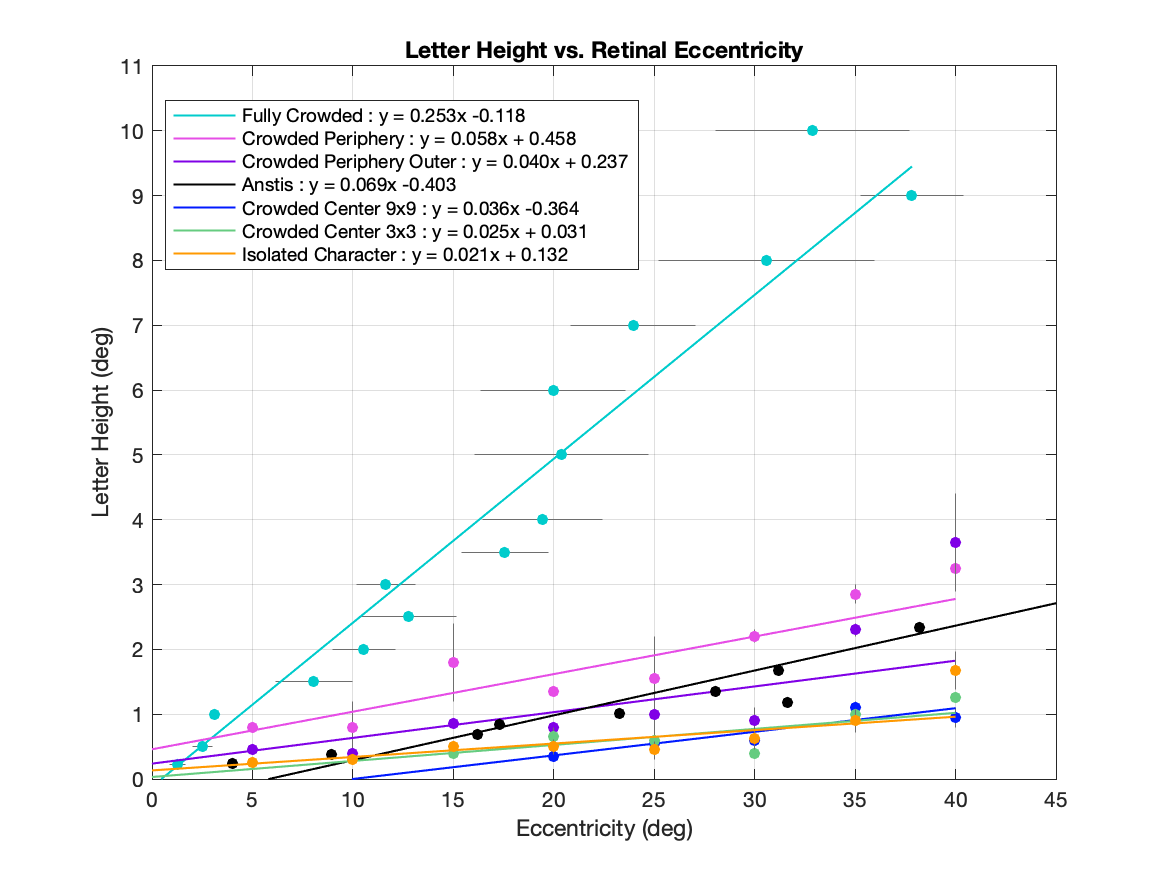 Letter Height vs. Retinal Eccentricity
11
10
9
8
7
6
5
4
3
2
1
0
Letter Height (deg)
Fully Crowded : y = 0.253x -0.118
Crowded Periphery : y = 0.058x + 0.458
Crowded Periphery Outer : y = 0.040x + 0.237
Anstis : y = 0.069x -0.403
Crowded Center 9x9 : y = 0.036x -0.364
Crowded Center 3x3 : y = 0.025x + 0.031
Isolated Character : y = 0.021x + 0.132
0 5 10 15 20 25 30 35 40 45
Eccentricity (deg)